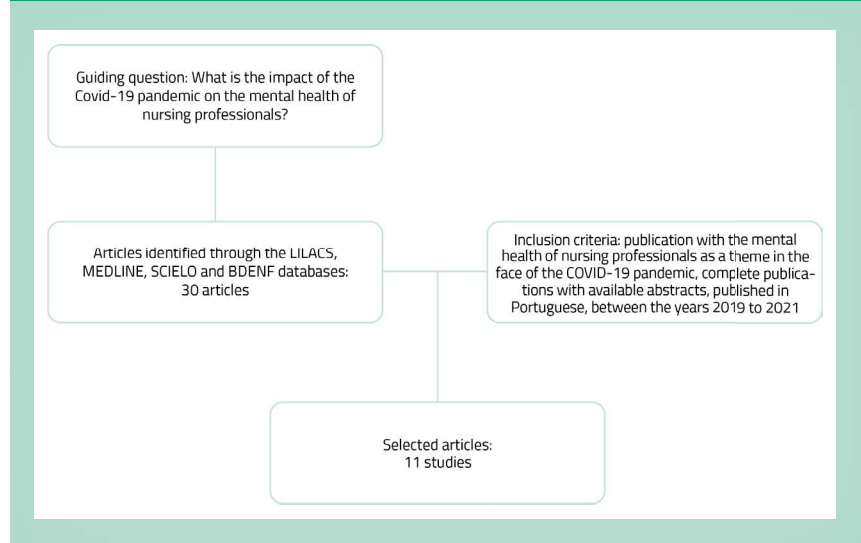 Guiding question: What is the impact of the
Covid-19 pandemic on the mental health of
nursing professionals?
Articles identified through the LILACS,
MEDLINE, SCIELO and BDENF databases:
30 articles
Inclusion criteria: publication with the mental
health of nursing professionals as a theme in the
face of the COVID-19 pandemic, complete publica-
tions with available abstracts, published in
Portuguese, between the years 2019 to 2021
Selected articles:
11 studies